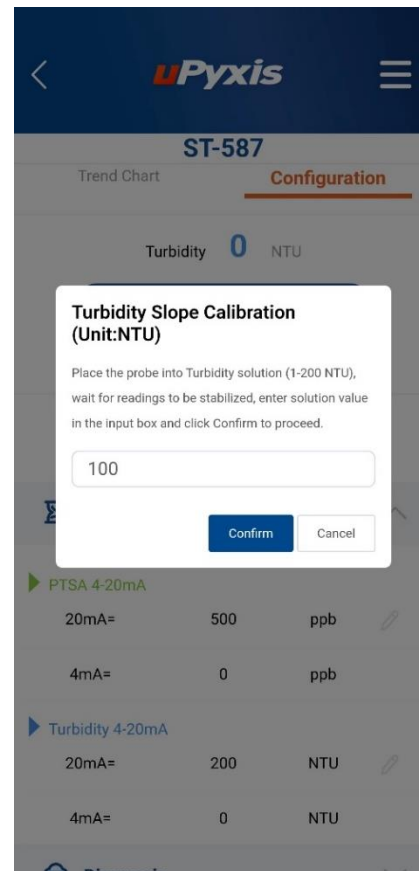 uPyxis
ST-587
Trend Chart Configuration
Turbidity 0 NTU
Turbidity Slope Calibration
(Unit:NTU)
Place the probe into Turbidity solution (1-200 NTU),
wait for readings to be stabilized, enter solution value
in the input box and click Confirm to proceed.
100
Confirm Cancel
PTSA 4-20mA
20mA= 500 ppb
4mA= 0 ppb
Turbidity 4-20mA
20mA= 200 NTU
4mA= 0 NTU